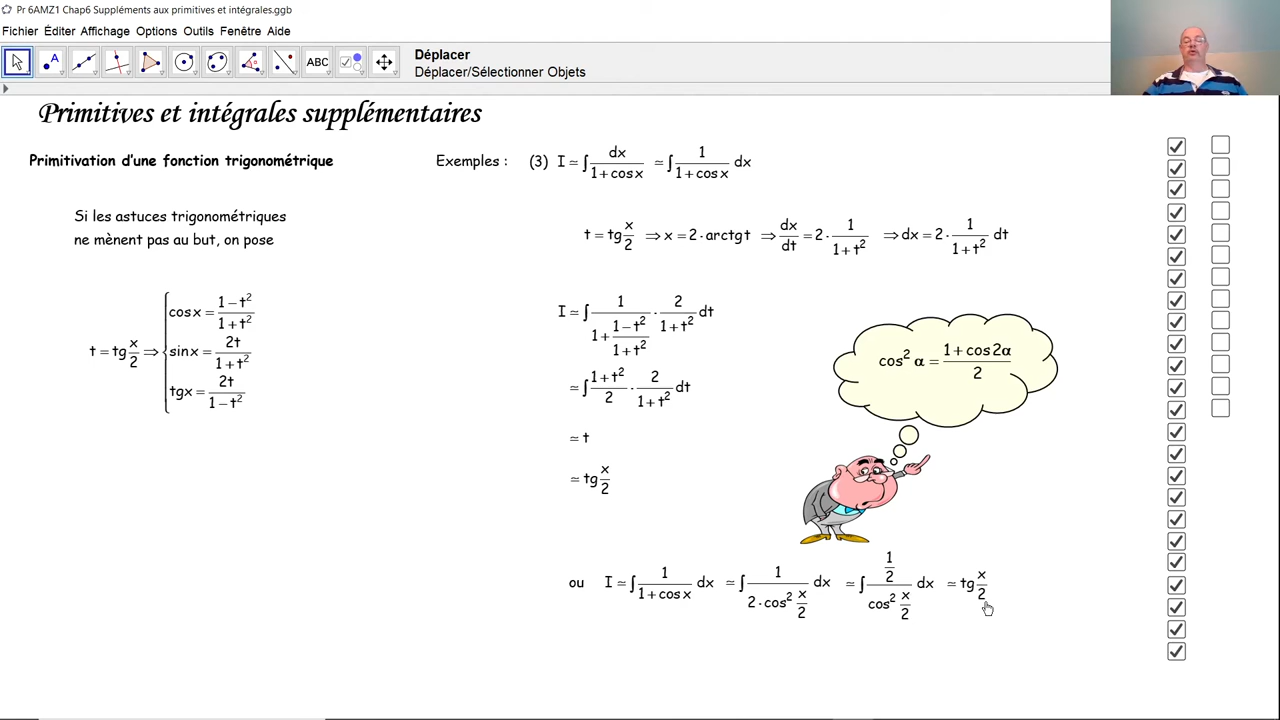 Pr 6AMZ1 Chap6 Suppléments aux primitives et intégrales.ggb
Fichier Éditer Affichage Options Outils Fenêtre Aide
ABC
Déplacer
Déplacer/Sélectionner Objets
Primitives et intégrales supplémentaires
Primitivation d'une fonction trigonométrique
Exemples : (3) I ≃ ∫ dx/(1 + cos x) ≃ ∫ 1/(1 + cos x) dx
Si les astuces trigonométriques
ne mènent pas au but, on pose
t = tg x/2 ⇒ x = 2 · arctgt ⇒ dx/dt = 2 · 1/(1 + t²) ⇒ dx = 2 · 1/(1 + t²) dt
t = tg x/2 ⇒ { cos x = (1 − t²)/(1 + t²)
sin x = 2t/(1 + t²)
tgx = 2t/(1 − t²)
I ≃ ∫ 1/(1 + (1 − t²)/(1 + t²)) · 2/(1 + t²) dt
≃ ∫ (1 + t²)/2 · 2/(1 + t²) dt
≃ t
≃ tg x/2
cos² α = (1 + cos 2α)/2
ou I ≃ ∫ 1/(1 + cos x) dx ≃ ∫ 1/(2 · cos² x/2) dx ≃ ∫ (1/2)/(cos² x/2) dx ≃ tg x/2